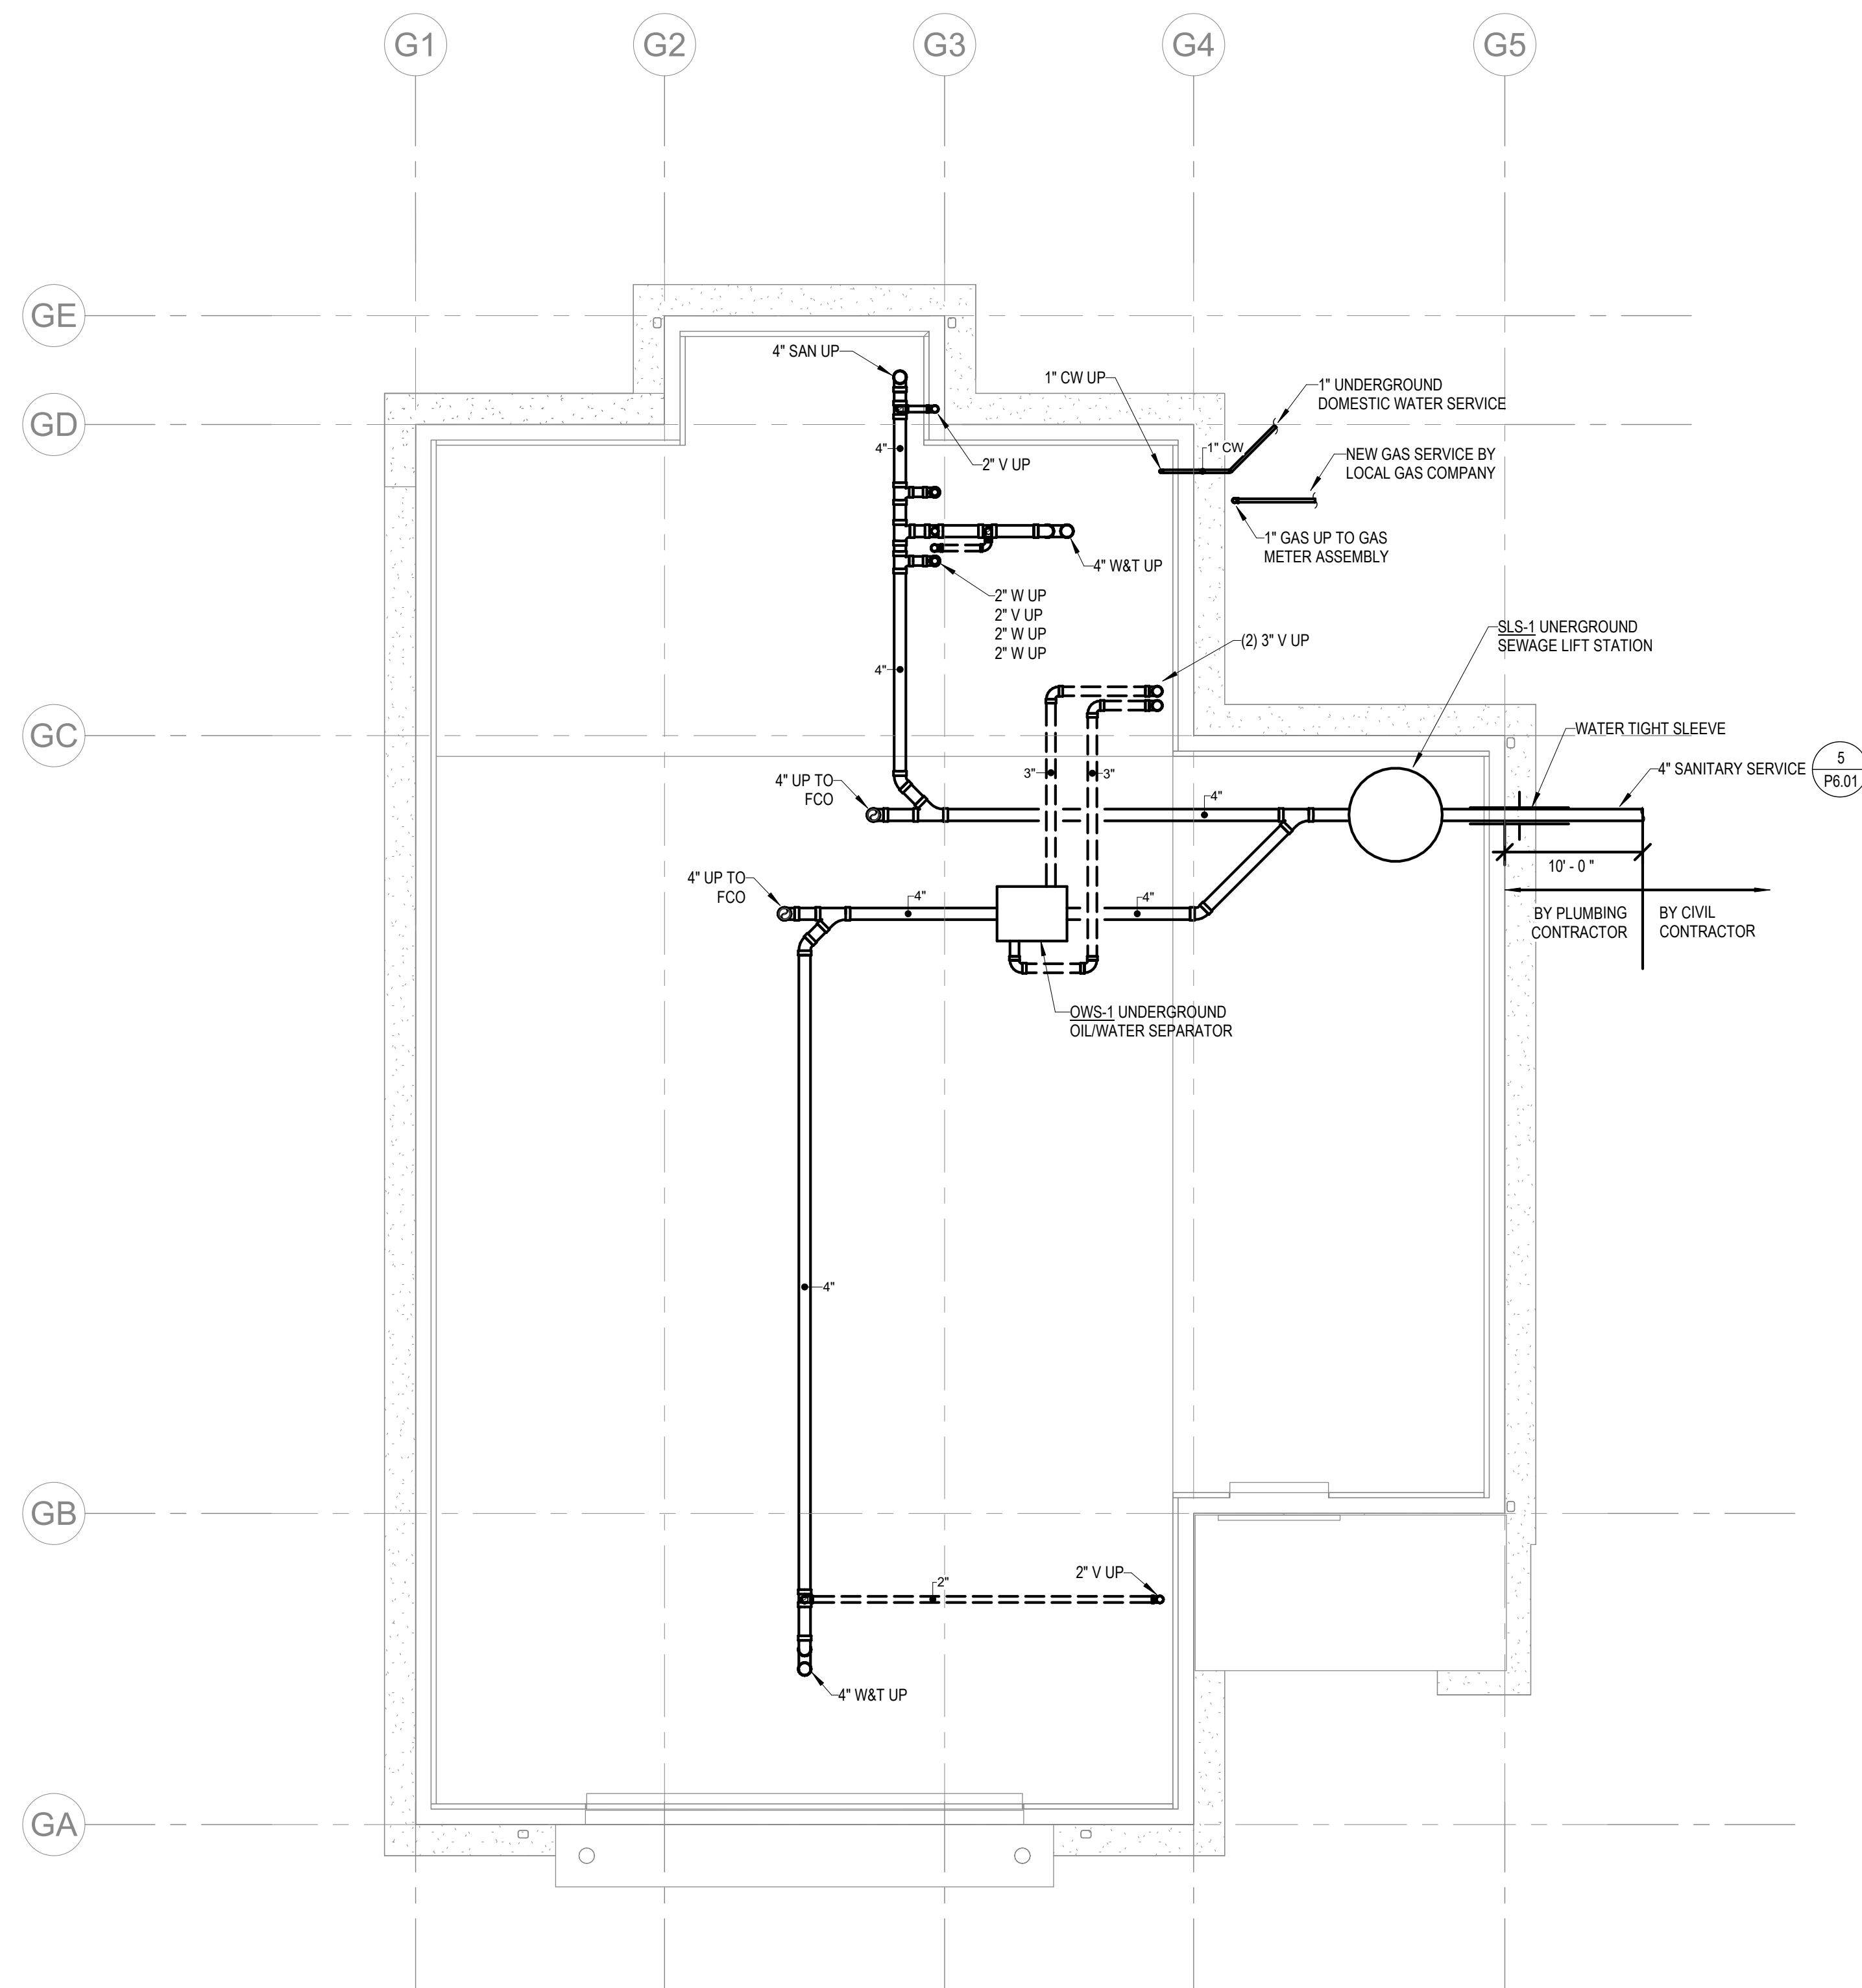 G1
G2
G3
G4
G5
GE
GD
GC
GB
GA
4" SAN UP
1" CW UP
1" UNDERGROUND
DOMESTIC WATER SERVICE
4"
2" V UP
1" CW
NEW GAS SERVICE BY
LOCAL GAS COMPANY
1" GAS UP TO GAS
METER ASSEMBLY
4" W&T UP
2" W UP
2" V UP
2" W UP
2" W UP
(2) 3" V UP
SLS-1 UNERGROUND
SEWAGE LIFT STATION
4"
WATER TIGHT SLEEVE
4" SANITARY SERVICE
5
P6.01
4" UP TO
FCO
3"
3"
4"
10' - 0 "
4" UP TO
FCO
4"
4"
BY PLUMBING
CONTRACTOR
BY CIVIL
CONTRACTOR
OWS-1 UNDERGROUND
OIL/WATER SEPARATOR
4"
2"
2" V UP
4" W&T UP